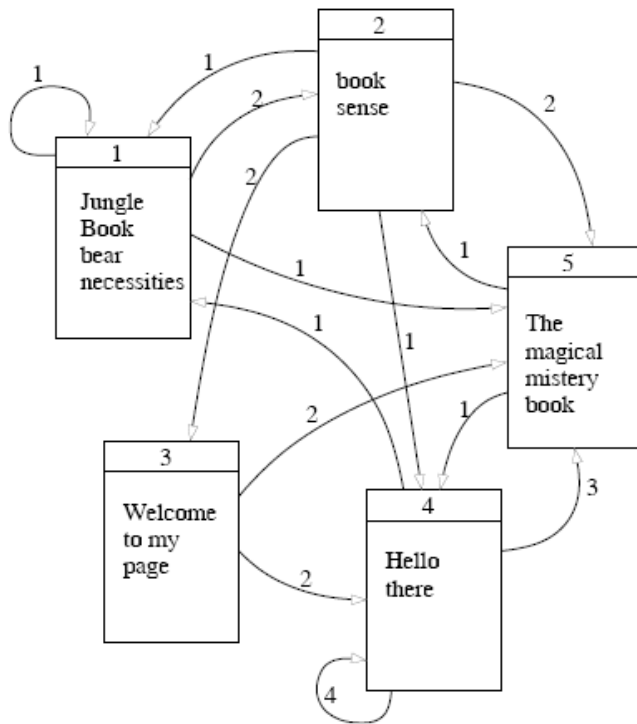 2
book
sense
1
1
2
2
2
1
Jungle
Book
bear
necessities
1
1
1
1
5
The
magical
mistery
book
2
1
3
Welcome
to my
page
2
4
Hello
there
3
4